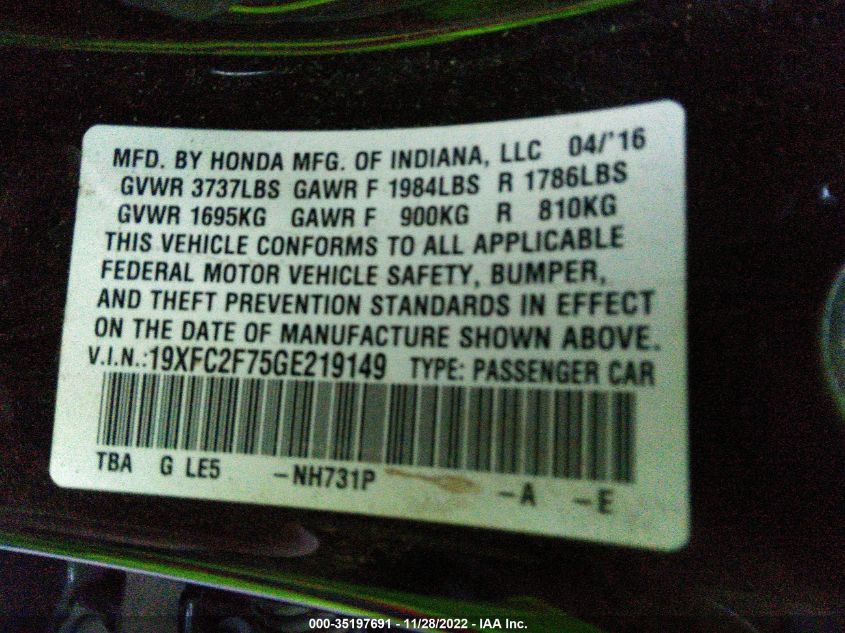 MFD. BY HONDA MFG. OF INDIANA, LLC 04/'16
GVWR 3737LBS GAWR F 1984LBS R 1786LBS
GVWR 1695KG GAWR F 900KG R 810KG
THIS VEHICLE CONFORMS TO ALL APPLICABLE
FEDERAL MOTOR VEHICLE SAFETY, BUMPER,
AND THEFT PREVENTION STANDARDS IN EFFECT
ON THE DATE OF MANUFACTURE SHOWN ABOVE.
V.I.N.:19XFC2F75GE219149 TYPE: PASSENGER CAR
TBA G LE5 -NH731P -A -E
000-35197691 - 11/28/2022 - IAA Inc.